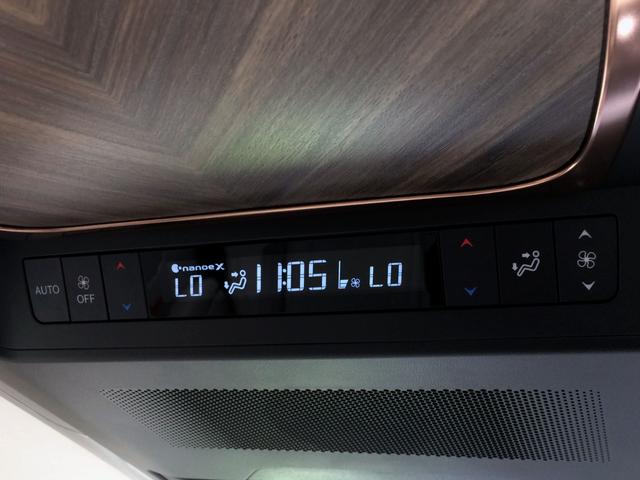 AUTO
OFF
nanoeX
LO
11:05
LO